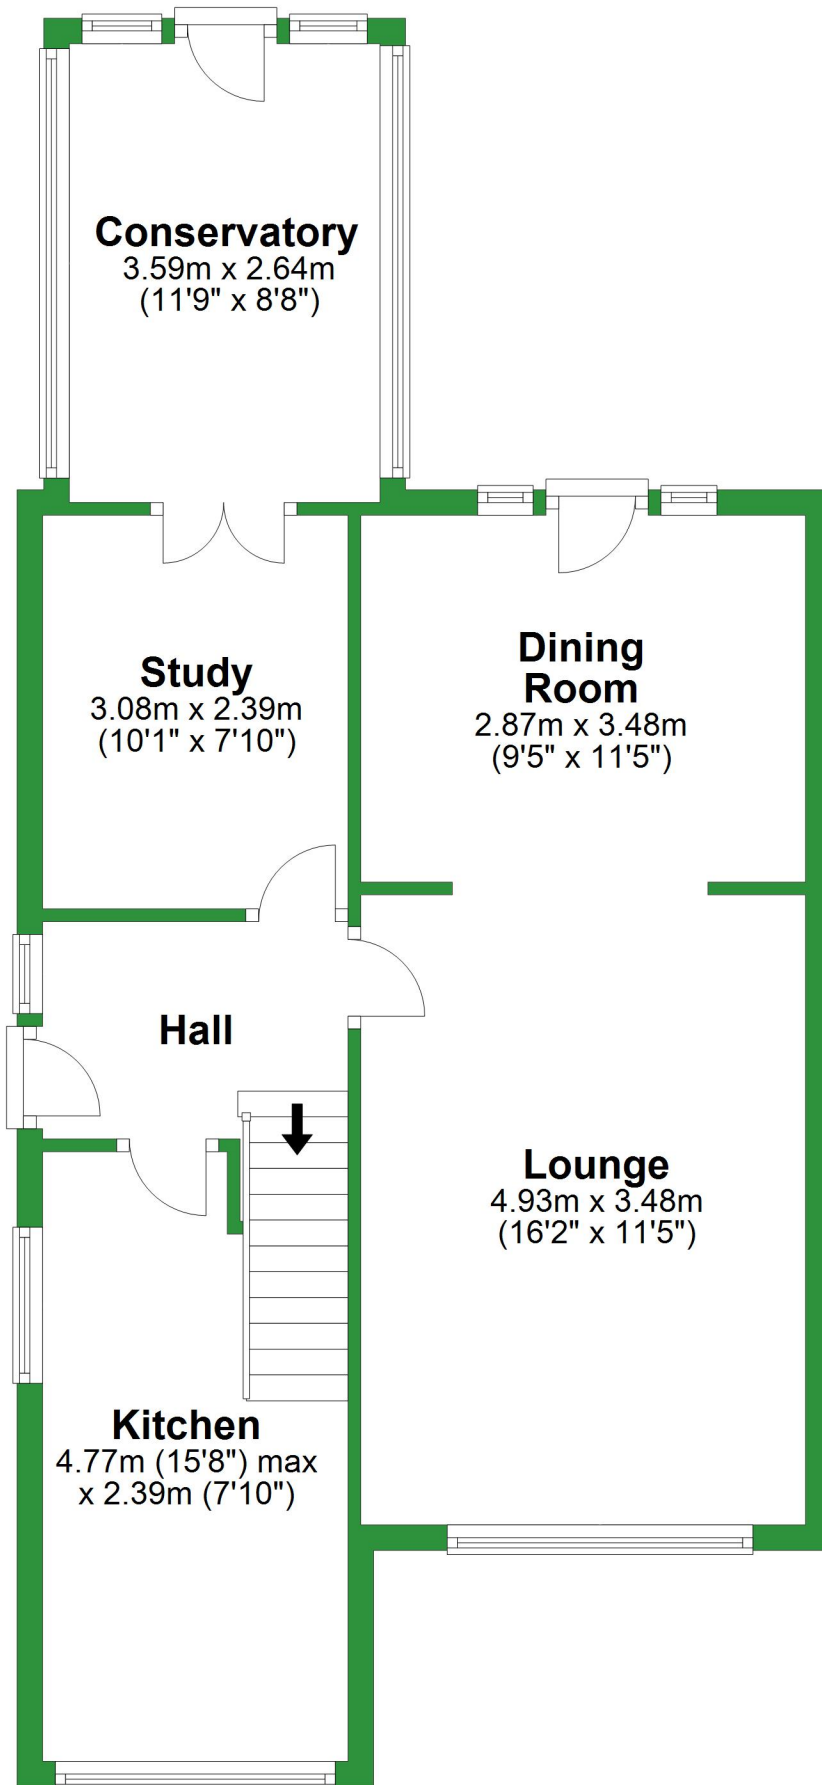 Conservatory
3.59m x 2.64m
(11'9" x 8'8")
Study
3.08m x 2.39m
(10'1" x 7'10")
Dining
Room
2.87m x 3.48m
(9'5" x 11'5")
Hall
Lounge
4.93m x 3.48m
(16'2" x 11'5")
Kitchen
4.77m (15'8") max
x 2.39m (7'10")